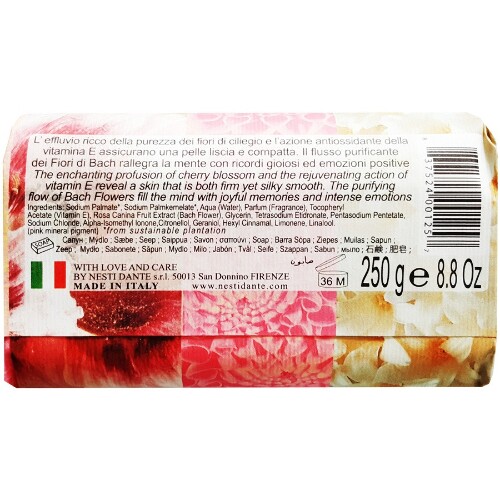 L' effluvio ricco della purezza dei fiori di ciliegio e l'azione antiossidante della
vitamina E assicurano una pelle liscia e compatta. Il flusso purificante
dei Fiori di Bach rallegra la mente con ricordi gioiosi ed emozioni positive
The enchanting profusion of cherry blossom and the rejuvenating action of
vitamin E reveal a skin that is both firm yet silky smooth. The purifying
flow of Bach Flowers fill the mind with joyful memories and intense emotions
Ingredients: Sodium Palmate*, Sodium Palmkernelate*, Aqua (Water), Parfum (Fragrance), Tocopheryl
Acetate (Vitamin E), Rosa Canina Fruit Extract (Bach Flower), Glycerin, Tetrasodium Etidronate, Pentasodium Pentetate,
Sodium Chloride, Alpha-Isomethyl Ionone, Citronellol, Geraniol, Hexyl Cinnamal, Limonene, Linalool.
(pink mineral pigment) *from sustainable plantation
SOAP
Сапун : Mýdlo : Sæbe : Seep : Saippua : Savon : σαπούνι : Soap : Barra Sopa : Ziepes : Muilas : Sapun :
Zeep : Mydło : Sabonete : Săpun : Mydlo : Milo : Jabón : Tvål : Seife : Szappan : Sabun : мыло : 石鹸 : 肥皂 :
صابون
WITH LOVE AND CARE
BY NESTI DANTE s.r.l. 50013 San Donnino FIRENZE
MADE IN ITALY www.nestidante.com
36 M
250 g e 8.8 Oz